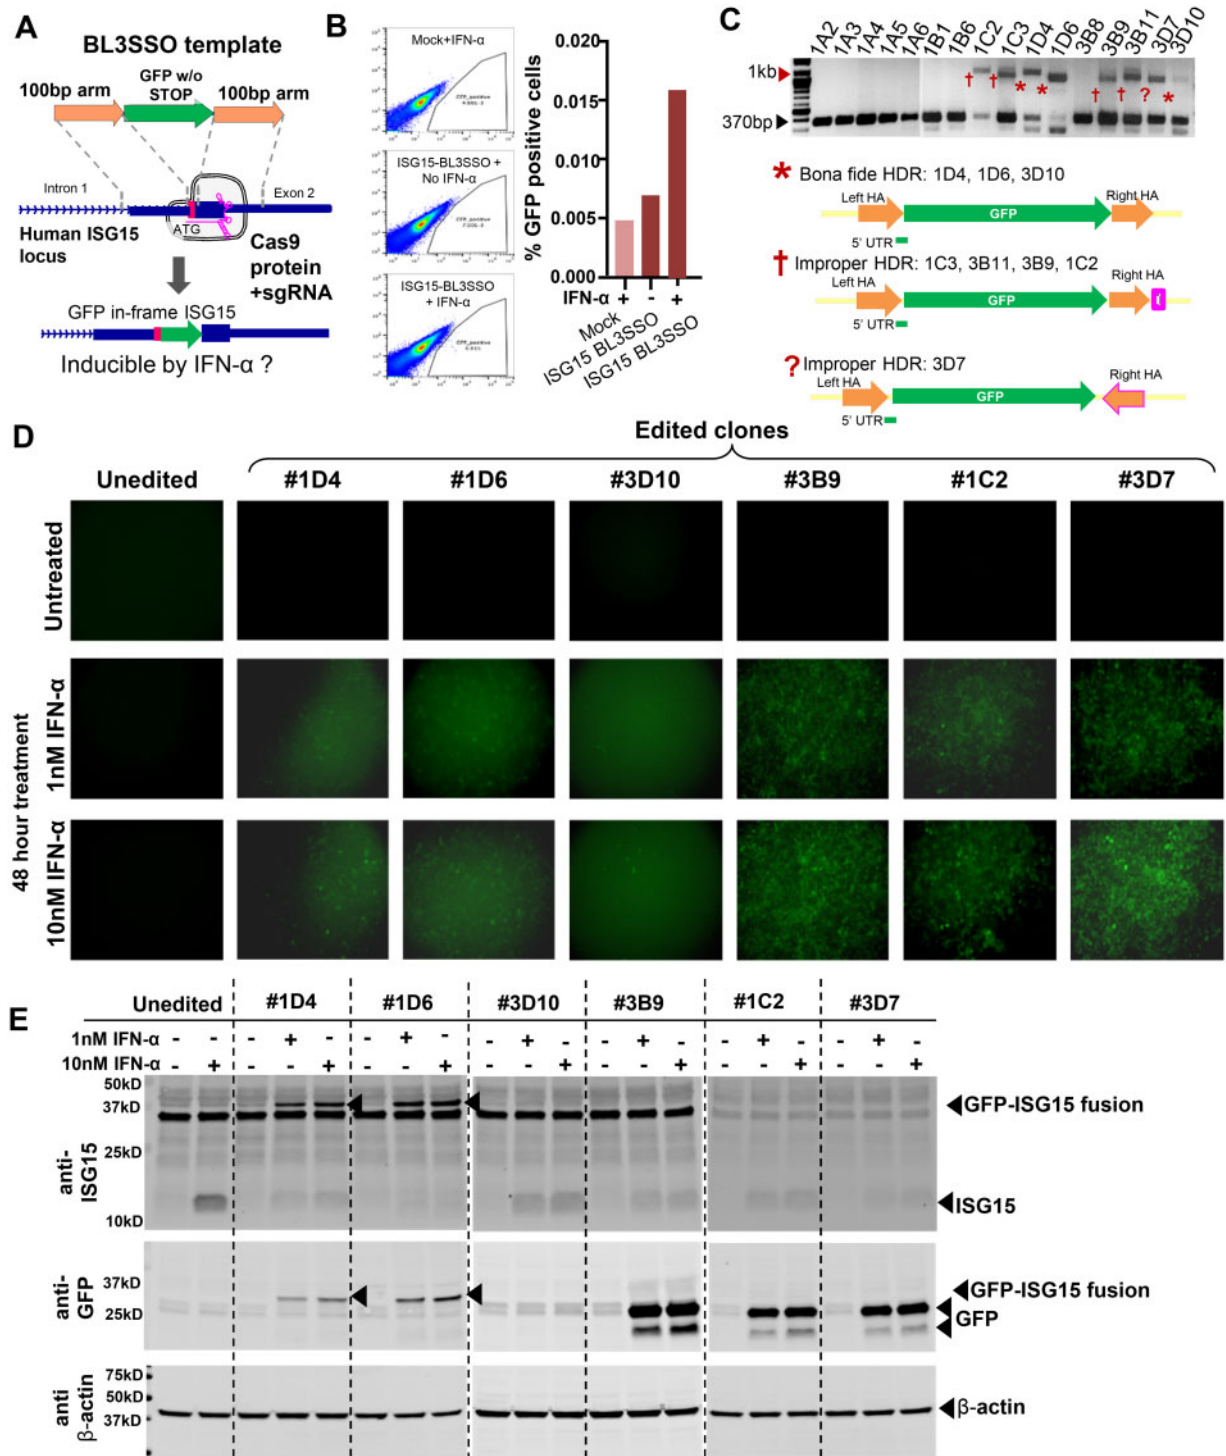 A
BL3SSO template
GFP w/o
STOP
100bp arm
100bp arm
Intron 1
Exon 2
ATG
Human ISG15
locus
Cas9
protein
+sgRNA
GFP in-frame ISG15
Inducible by IFN-α ?
B
Mock+IFN-α
GFP_positive
ISG15-BL3SSO +
No IFN-α
GFP_positive
ISG15-BL3SSO
+ IFN-α
GFP_positive
% GFP positive cells
0.020
0.015
0.010
0.005
0.000
IFN-α + - +
Mock
ISG15 BL3SSO
ISG15 BL3SSO
C
1A2 1A3 1A4 1A5 1A6 1B1 1B6 1C2 1C3 1D4 1D6 3B8 3B9 3B11 3D7 3D10
1kb
† † * * † † ? *
370bp
* Bona fide HDR: 1D4, 1D6, 3D10
Left HA
Right HA
GFP
5' UTR
† Improper HDR: 1C3, 3B11, 3B9, 1C2
Left HA
Right HA
GFP
5' UTR
? Improper HDR: 3D7
Left HA
Right HA
GFP
5' UTR
D
Edited clones
Unedited #1D4 #1D6 #3D10 #3B9 #1C2 #3D7
Untreated
48 hour treatment
1nM IFN-α
10nM IFN-α
E
Unedited #1D4 #1D6 #3D10 #3B9 #1C2 #3D7
1nM IFN-α - - - + - - + - - + - - + - - + - - + -
10nM IFN-α - + - - + - - + - - + - - + - - + - - +
anti-
ISG15
50kD
37kD
25kD
10kD
GFP-ISG15 fusion
ISG15
anti-
GFP
37kD
25kD
GFP-ISG15 fusion
GFP
anti
β-actin
75kD
50kD
37kD
β-actin